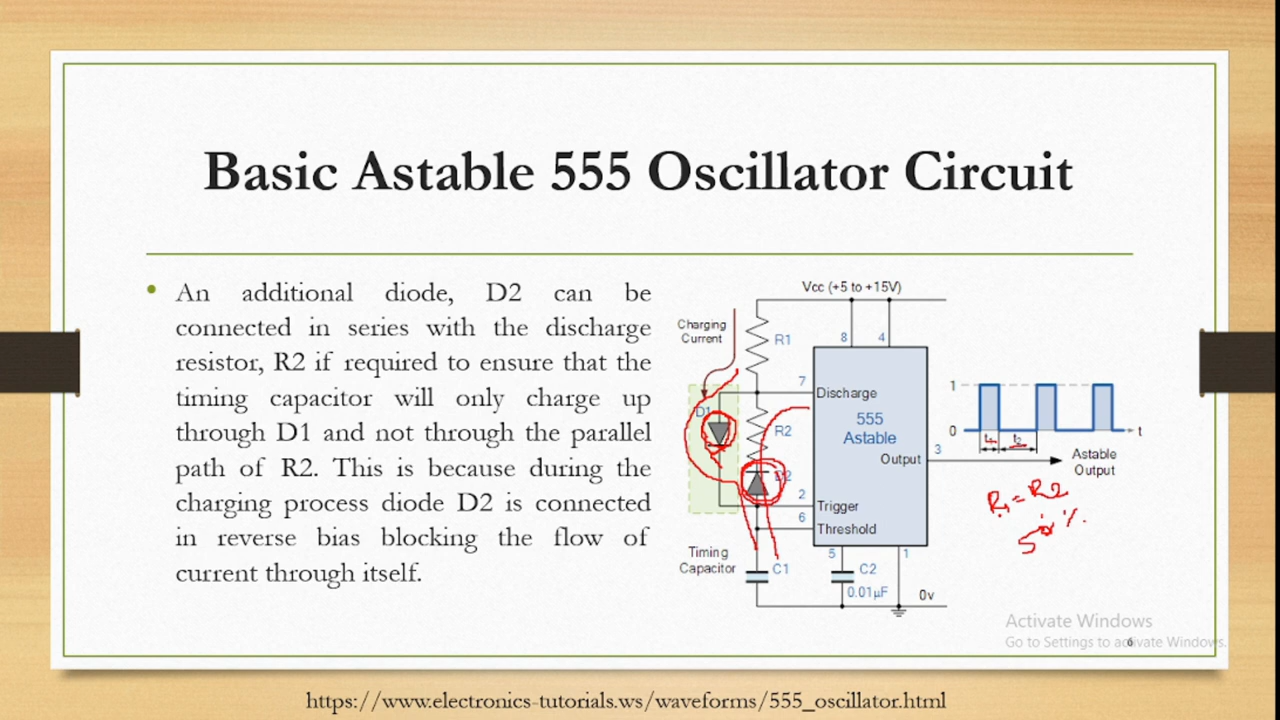 Basic Astable 555 Oscillator Circuit
• An additional diode, D2 can be
connected in series with the discharge
resistor, R2 if required to ensure that the
timing capacitor will only charge up
through D1 and not through the parallel
path of R2. This is because during the
charging process diode D2 is connected
in reverse bias blocking the flow of
current through itself.
Vcc (+5 to +15V)
Charging
Current
R1
8
4
7
Discharge
D1
R2
555
Astable
Output
3
D2
2
Trigger
6
Threshold
Timing
Capacitor
C1
5
1
C2
0.01µF
0v
1
0
t
t1
t2
Astable
Output
R1 = R2
50 %.
Activate Windows
Go to Settings to activate Windows.
6
https://www.electronics-tutorials.ws/waveforms/555_oscillator.html